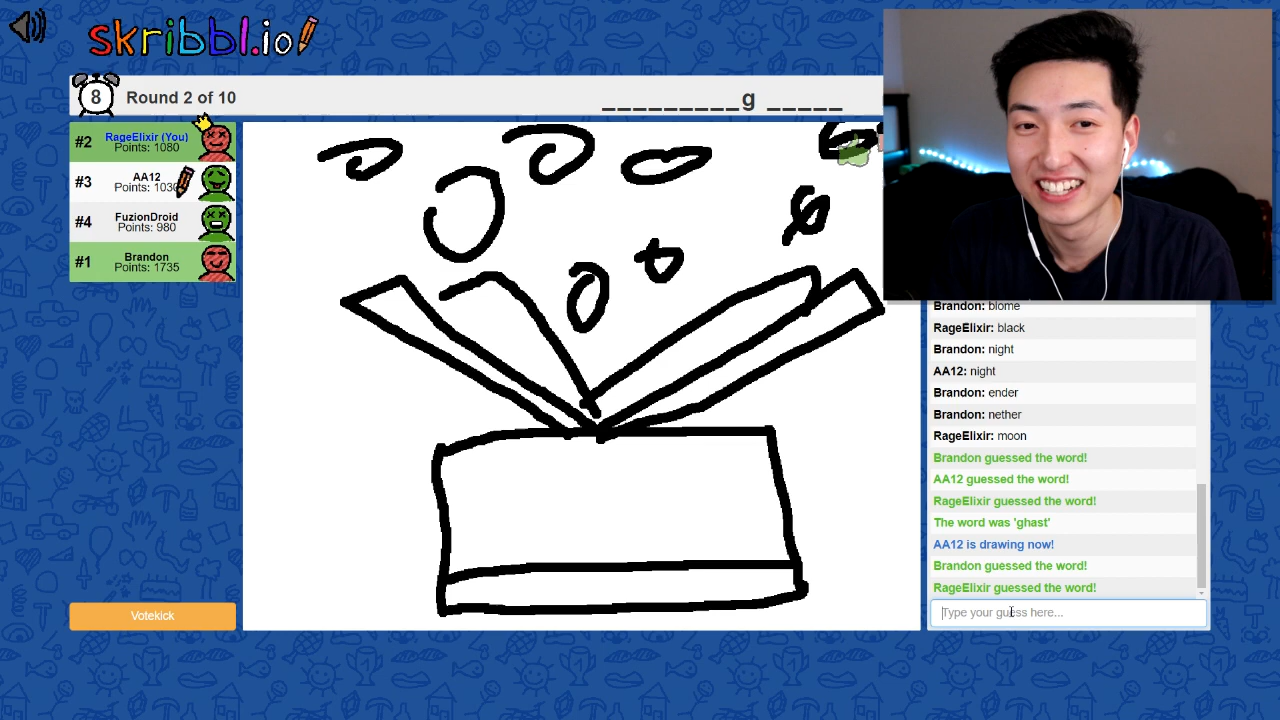 skribbl.io
8
Round 2 of 10
_________g _____
#2
RageElixir (You)
Points: 1080
#3
AA12
Points: 1030
#4
FuzionDroid
Points: 980
#1
Brandon
Points: 1735
Votekick
Brandon: biome
RageElixir: black
Brandon: night
AA12: night
Brandon: ender
Brandon: nether
RageElixir: moon
Brandon guessed the word!
AA12 guessed the word!
RageElixir guessed the word!
The word was 'ghast'
AA12 is drawing now!
Brandon guessed the word!
RageElixir guessed the word!
Type your guess here...